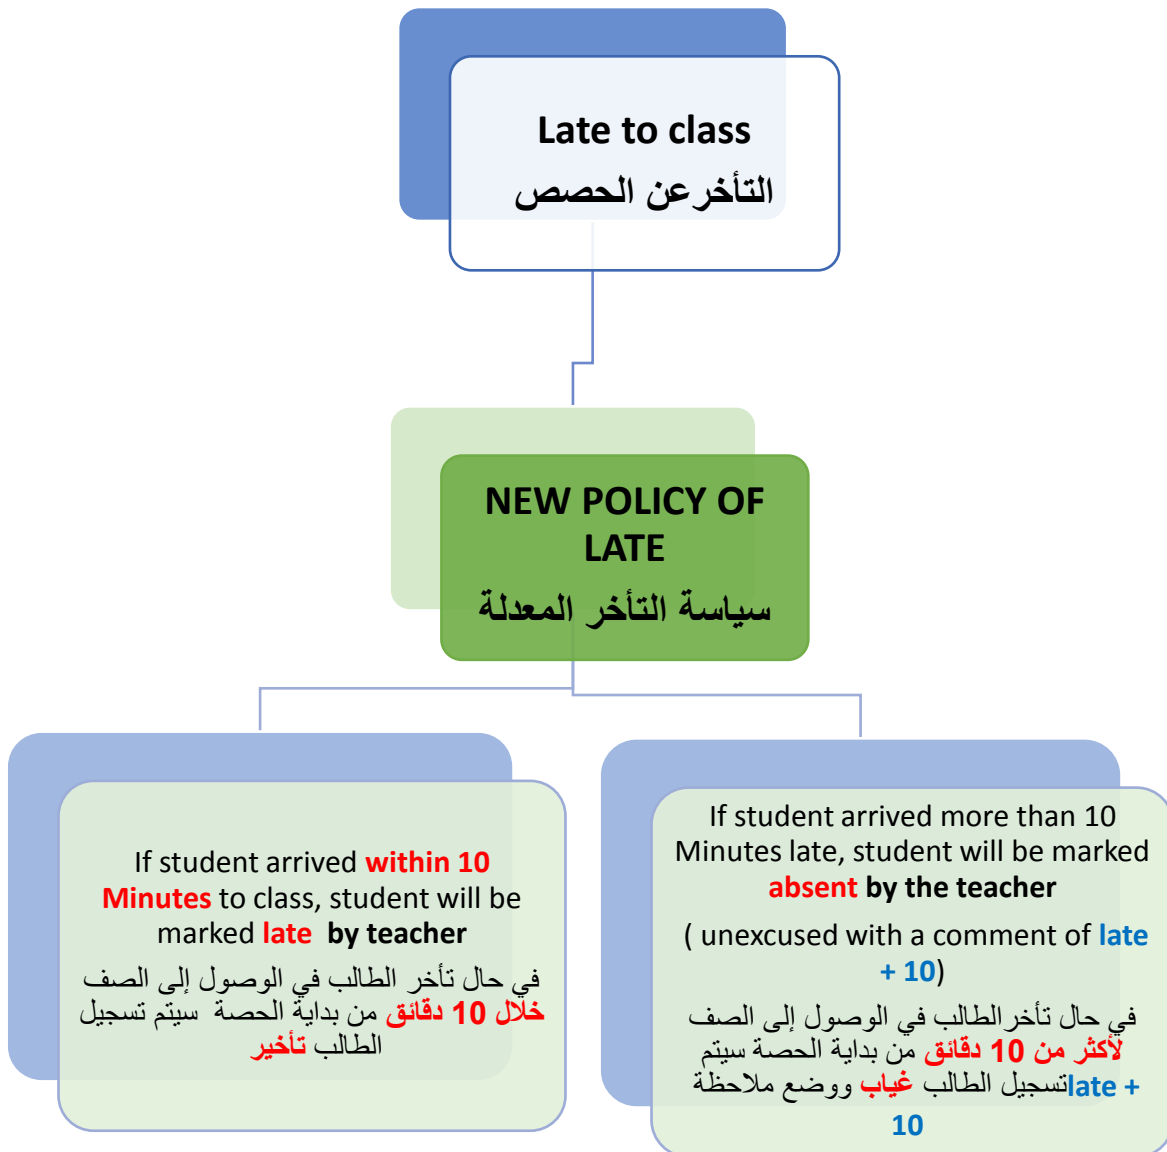 Late to class
التأخرعن الحصص
NEW POLICY OF
LATE
سياسة التأخر المعدلة
If student arrived within 10
Minutes to class, student will be
marked late by teacher
في حال تأخر الطالب في الوصول إلى الصف
خلال 10 دقائق من بداية الحصة سيتم تسجيل
الطالب تأخير
If student arrived more than 10
Minutes late, student will be marked
absent by the teacher
( unexcused with a comment of late
+ 10)
في حال تأخرالطالب في الوصول إلى الصف
لأكثر من 10 دقائق من بداية الحصة سيتم
تسجيل الطالب غياب ووضع ملاحظة late +
10